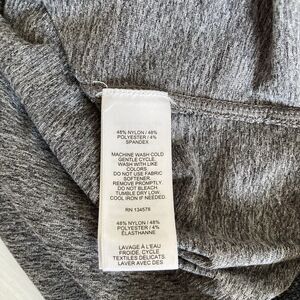 48% NYLON / 48%
POLYESTER / 4%
SPANDEX
MACHINE WASH COLD
GENTLE CYCLE.
WASH WITH LIKE
COLORS.
DO NOT USE FABRIC
SOFTENER.
REMOVE PROMPTLY.
DO NOT BLEACH.
TUMBLE DRY LOW.
COOL IRON IF NEEDED.
RN 134578
48% NYLON / 48%
POLYESTER / 4%
ÉLASTHANNE
LAVAGE À L'EAU
FROIDE, CYCLE
TEXTILES DÉLICATS.
LAVER AVEC DES